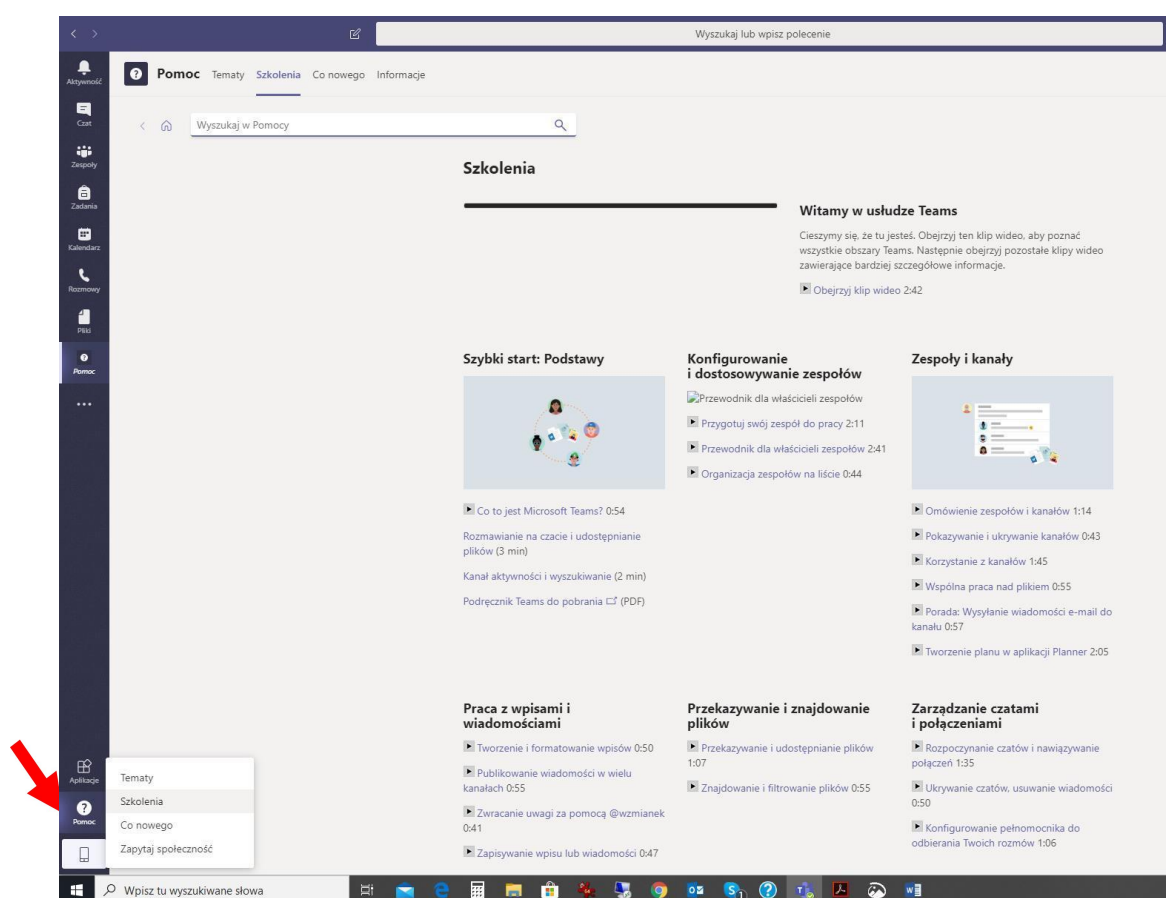 Wyszukaj lub wpisz polecenie
Aktywność
Czat
Zespoły
Zadania
Kalendarz
Rozmowy
Pliki
Pomoc
Pomoc Tematy Szkolenia Co nowego Informacje
Wyszukaj w Pomocy
Szkolenia
Witamy w usłudze Teams
Cieszymy się, że tu jesteś. Obejrzyj ten klip wideo, aby poznać
wszystkie obszary Teams. Następnie obejrzyj pozostałe klipy wideo
zawierające bardziej szczegółowe informacje.
Obejrzyj klip wideo 2:42
Szybki start: Podstawy
Co to jest Microsoft Teams? 0:54
Rozmawianie na czacie i udostępnianie
plików (3 min)
Kanał aktywności i wyszukiwanie (2 min)
Podręcznik Teams do pobrania (PDF)
Konfigurowanie
i dostosowywanie zespołów
Przewodnik dla właścicieli zespołów
Przygotuj swój zespół do pracy 2:11
Przewodnik dla właścicieli zespołów 2:41
Organizacja zespołów na liście 0:44
Zespoły i kanały
Omówienie zespołów i kanałów 1:14
Pokazywanie i ukrywanie kanałów 0:43
Korzystanie z kanałów 1:45
Wspólna praca nad plikiem 0:55
Porada: Wysyłanie wiadomości e-mail do
kanału 0:57
Tworzenie planu w aplikacji Planner 2:05
Praca z wpisami i
wiadomościami
Tworzenie i formatowanie wpisów 0:50
Publikowanie wiadomości w wielu
kanałach 0:55
Zwracanie uwagi za pomocą @wzmianek
0:41
Zapisywanie wpisu lub wiadomości 0:47
Przekazywanie i znajdowanie
plików
Przekazywanie i udostępnianie plików
1:07
Znajdowanie i filtrowanie plików 0:55
Zarządzanie czatami
i połączeniami
Rozpoczynanie czatów i nawiązywanie
połączeń 1:35
Ukrywanie czatów, usuwanie wiadomości
0:50
Konfigurowanie pełnomocnika do
odbierania Twoich rozmów 1:06
Aplikacje
Pomoc
Tematy
Szkolenia
Co nowego
Zapytaj społeczność
Wpisz tu wyszukiwane słowa